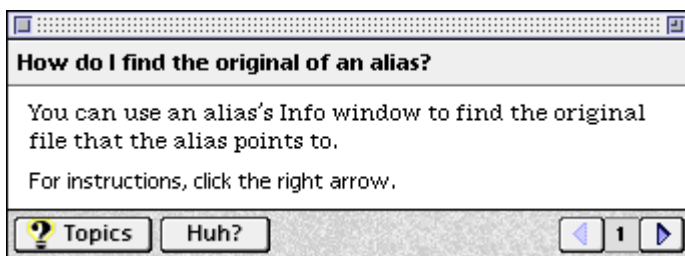 How do I find the original of an alias?
You can use an alias's Info window to find the original
file that the alias points to.
For instructions, click the right arrow.
Topics Huh? 1